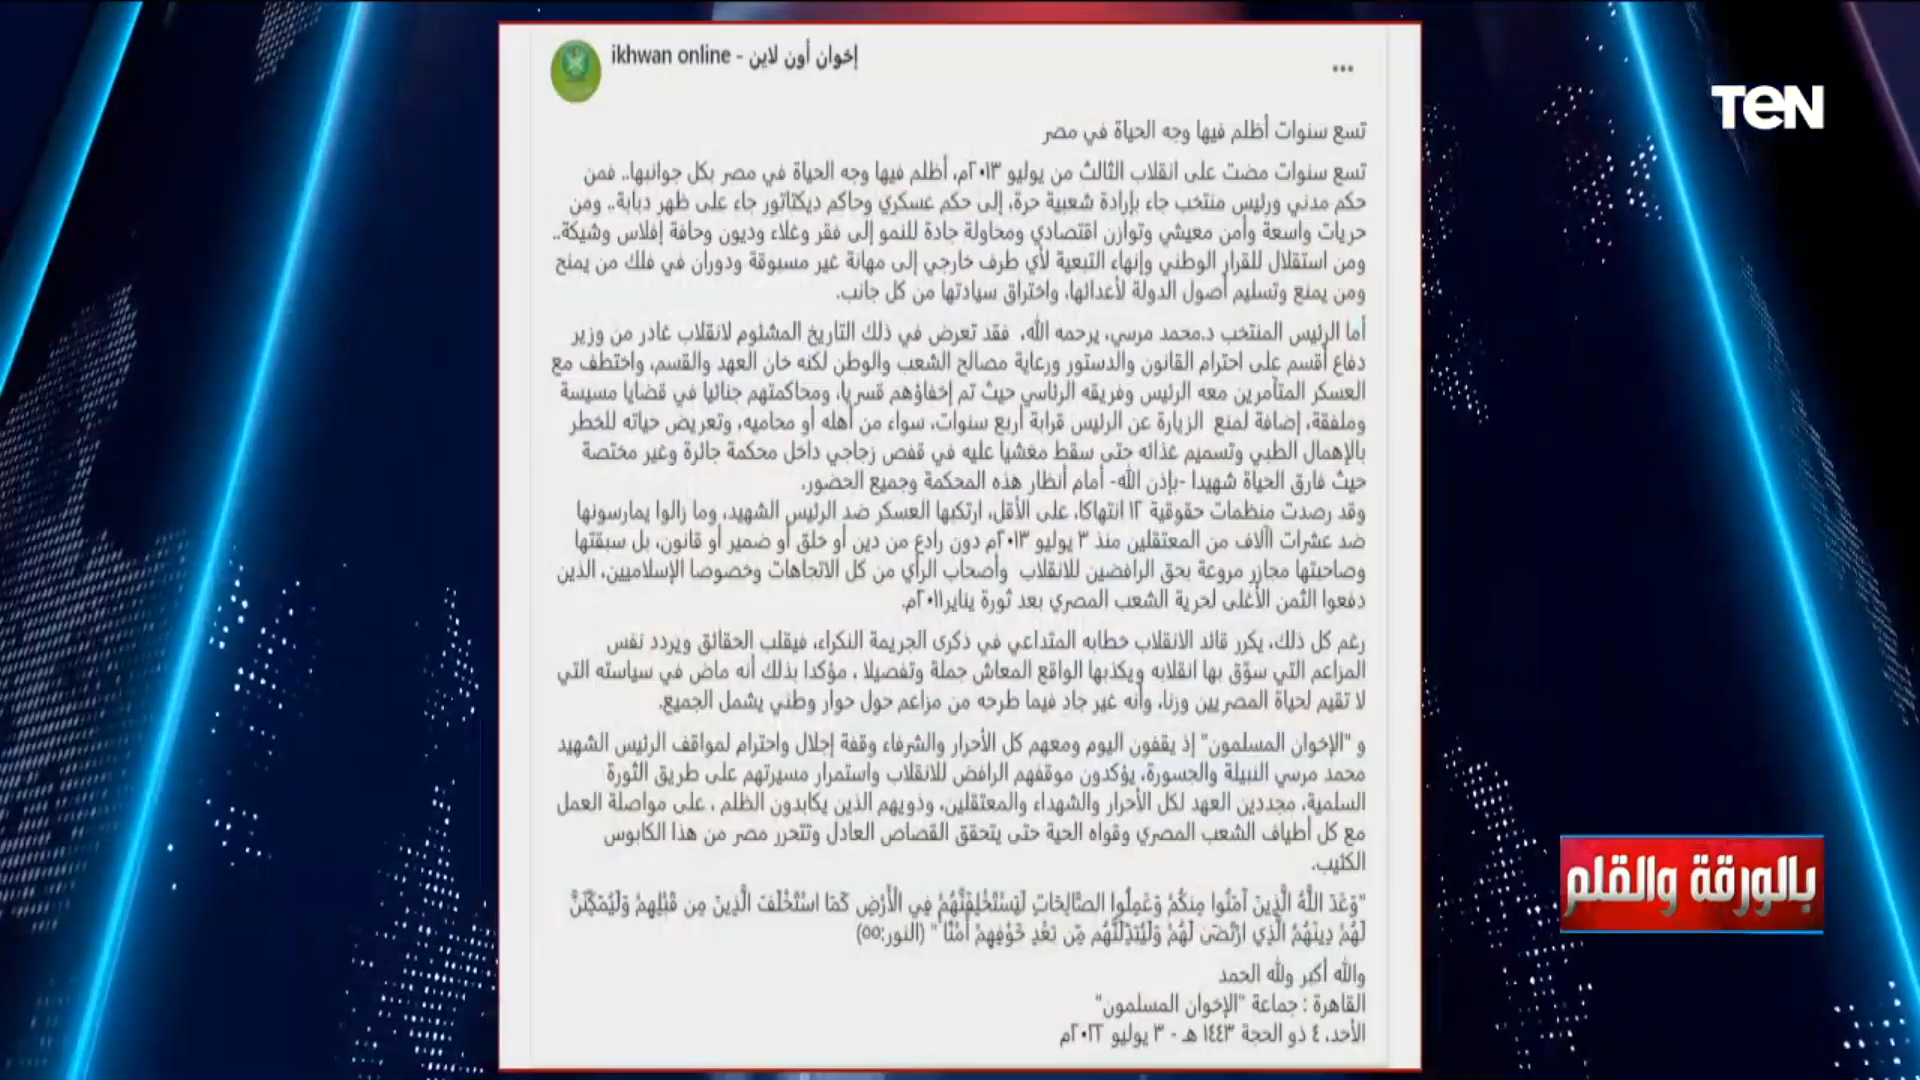 إخوان أون لاين - ikhwan online
...
TeN
تسع سنوات أظلم فيها وجه الحياة في مصر
تسع سنوات مضت على انقلاب الثالث من يوليو ٢٠١٣م، أظلم فيها وجه الحياة في مصر بكل جوانبها.. فمن
حكم مدني ورئيس منتخب جاء بإرادة شعبية حرة، إلى حكم عسكري وحاكم ديكتاتور جاء على ظهر دبابة.. ومن
حريات واسعة وأمن معيشي وتوازن اقتصادي ومحاولة جادة للنمو إلى فقر وغلاء وديون وحافة إفلاس وشيكة..
ومن استقلال للقرار الوطني وإنهاء التبعية لأي طرف خارجي إلى مهانة غير مسبوقة ودوران في فلك من يمنح
ومن يمنع وتسليم أصول الدولة لأعدائها، واختراق سيادتها من كل جانب.
أما الرئيس المنتخب د.محمد مرسي، يرحمه الله، فقد تعرض في ذلك التاريخ المشئوم لانقلاب غادر من وزير
دفاع أقسم على احترام القانون والدستور ورعاية مصالح الشعب والوطن لكنه خان العهد والقسم، واختطف مع
العسكر المتآمرين معه الرئيس وفريقه الرئاسي حيث تم إخفاؤهم قسريا، ومحاكمتهم جنائيا في قضايا مسيسة
وملفقة، إضافة لمنع الزيارة عن الرئيس قرابة أربع سنوات، سواء من أهله أو محاميه، وتعريض حياته للخطر
بالإهمال الطبي وتسميم غذائه حتى سقط مغشيا عليه في قفص زجاجي داخل محكمة جائرة وغير مختصة
حيث فارق الحياة شهيدا -بإذن الله- أمام أنظار هذه المحكمة وجميع الحضور.
وقد رصدت منظمات حقوقية ١٢ انتهاكا، على الأقل، ارتكبها العسكر ضد الرئيس الشهيد، وما زالوا يمارسونها
ضد عشرات اآلاف من المعتقلين منذ ٣ يوليو ٢٠١٣م دون رادع من دين أو خلق أو ضمير أو قانون، بل سبقتها
وصاحبتها مجازر مروعة بحق الرافضين للانقلاب وأصحاب الرأي من كل الاتجاهات وخصوصا الإسلاميين، الذين
دفعوا الثمن الأغلى لحرية الشعب المصري بعد ثورة يناير٢٠١١م.
رغم كل ذلك، يكرر قائد الانقلاب خطابه المتداعي في ذكرى الجريمة النكراء، فيقلب الحقائق ويردد نفس
المزاعم التي سوّق بها انقلابه ويكذبها الواقع المعاش جملة وتفصيلا ، مؤكدا بذلك أنه ماض في سياسته التي
لا تقيم لحياة المصريين وزنا، وأنه غير جاد فيما طرحه من مزاعم حول حوار وطني يشمل الجميع.
و "الإخوان المسلمون" إذ يقفون اليوم ومعهم كل الأحرار والشرفاء وقفة إجلال واحترام لمواقف الرئيس الشهيد
محمد مرسي النبيلة والجسورة، يؤكدون موقفهم الرافض للانقلاب واستمرار مسيرتهم على طريق الثورة
السلمية، مجددين العهد لكل الأحرار والشهداء والمعتقلين، وذويهم الذين يكابدون الظلم ، على مواصلة العمل
مع كل أطياف الشعب المصري وقواه الحية حتى يتحقق القصاص العادل وتتحرر مصر من هذا الكابوس
الكئيب.
"وَعَدَ اللَّهُ الَّذِينَ آمَنُوا مِنكُمْ وَعَمِلُوا الصَّالِحَاتِ لَيَسْتَخْلِفَنَّهُمْ فِي الْأَرْضِ كَمَا اسْتَخْلَفَ الَّذِينَ مِن قَبْلِهِمْ وَلَيُمَكِّنَنَّ
لَهُمْ دِينَهُمُ الَّذِي ارْتَضَىٰ لَهُمْ وَلَيُبَدِّلَنَّهُم مِّن بَعْدِ خَوْفِهِمْ أَمْنًا " (النور:٥٥)
والله أكبر ولله الحمد
القاهرة : جماعة "الإخوان المسلمون"
الأحد، ٤ ذو الحجة ١٤٤٣ هـ - ٣ يوليو ٢٠٢٢م
بالورقة والقلم